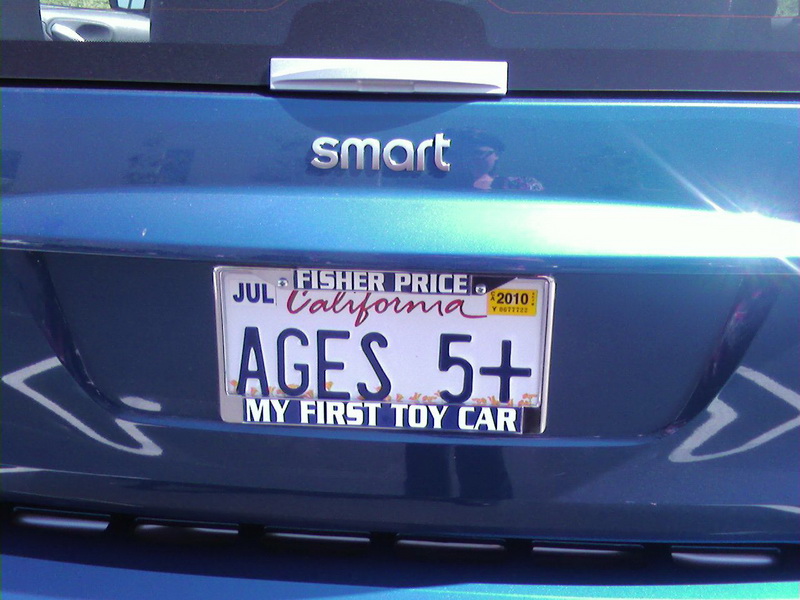 smart
FISHER PRICE
JUL California 2010
AGES 5+
MY FIRST TOY CAR